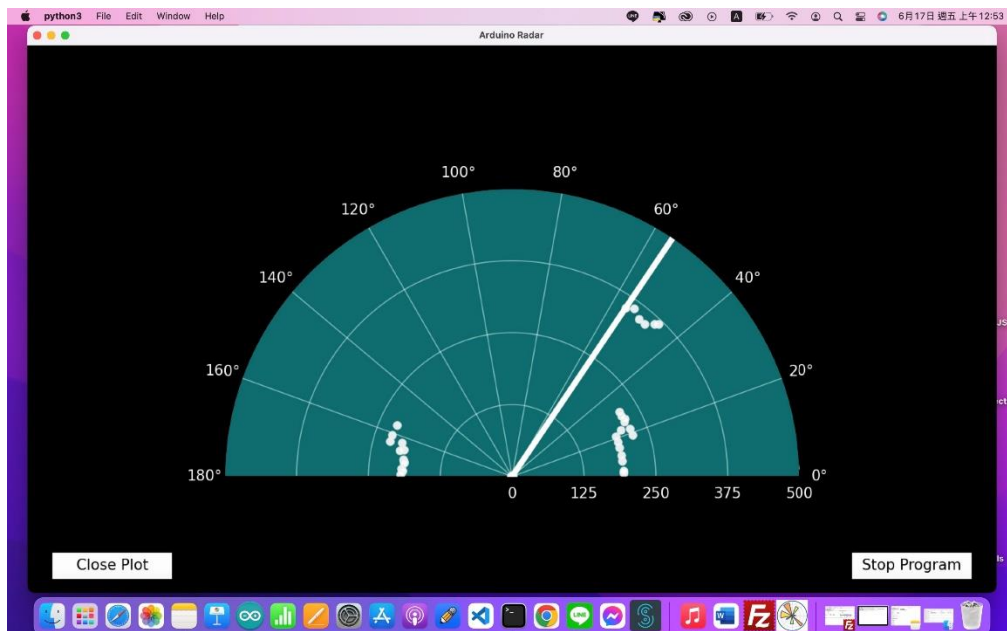 python3 File Edit Window Help 6月17日 週五 上午12:53
Arduino Radar
100° 80°
120° 60°
140° 40°
160° 20°
180° 0°
0 125 250 375 500
Close Plot Stop Program